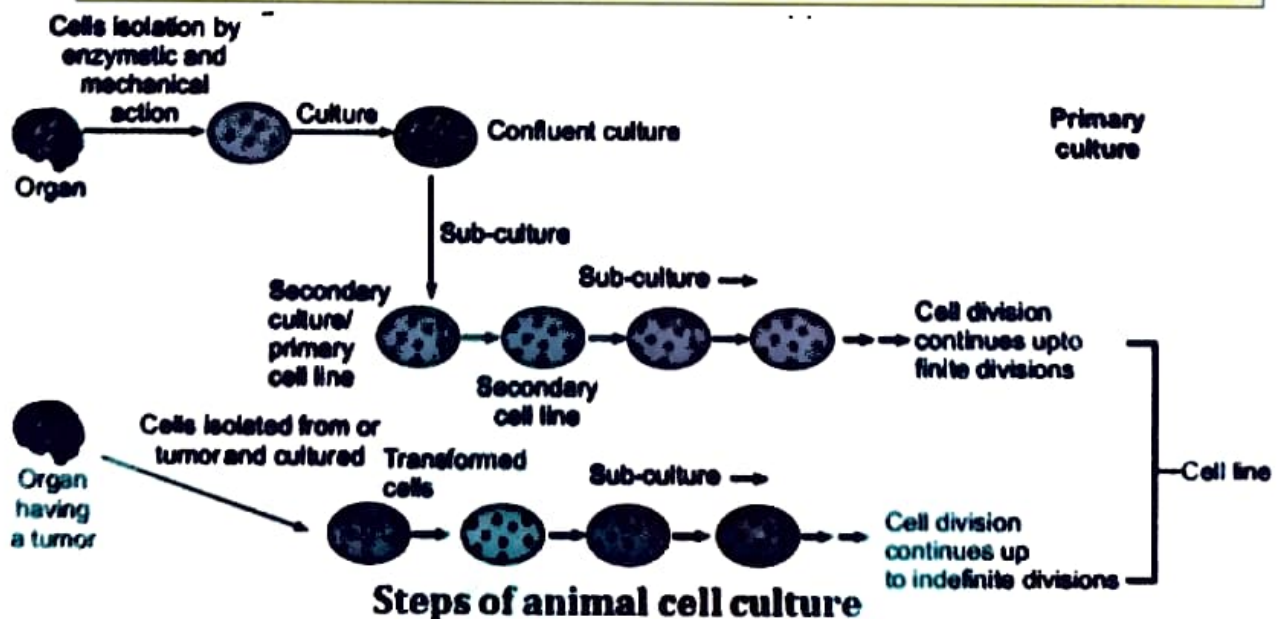 Cells isolation by
enzymatic and
mechanical
action
Culture
Confluent culture
Primary
culture
Organ
Sub-culture
Sub-culture
Secondary
culture/
primary
cell line
Secondary
cell line
Cell division
continues upto
finite divisions
Cells isolated from or
tumor and cultured
Transformed
cells
Sub-culture
Organ
having
a tumor
Cell line
Cell division
continues up
to indefinite divisions
Steps of animal cell culture